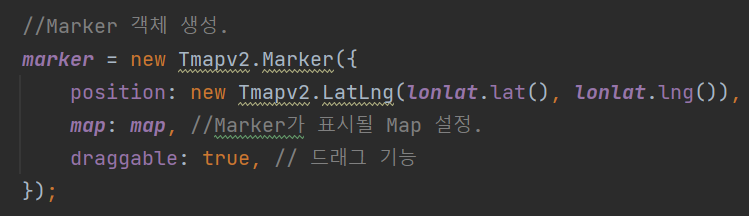 //Marker 객체 생성.
marker = new Tmapv2.Marker({
position: new Tmapv2.LatLng(lonlat.lat(), lonlat.lng()),
map: map, //Marker가 표시될 Map 설정.
draggable: true, // 드래그 기능
});